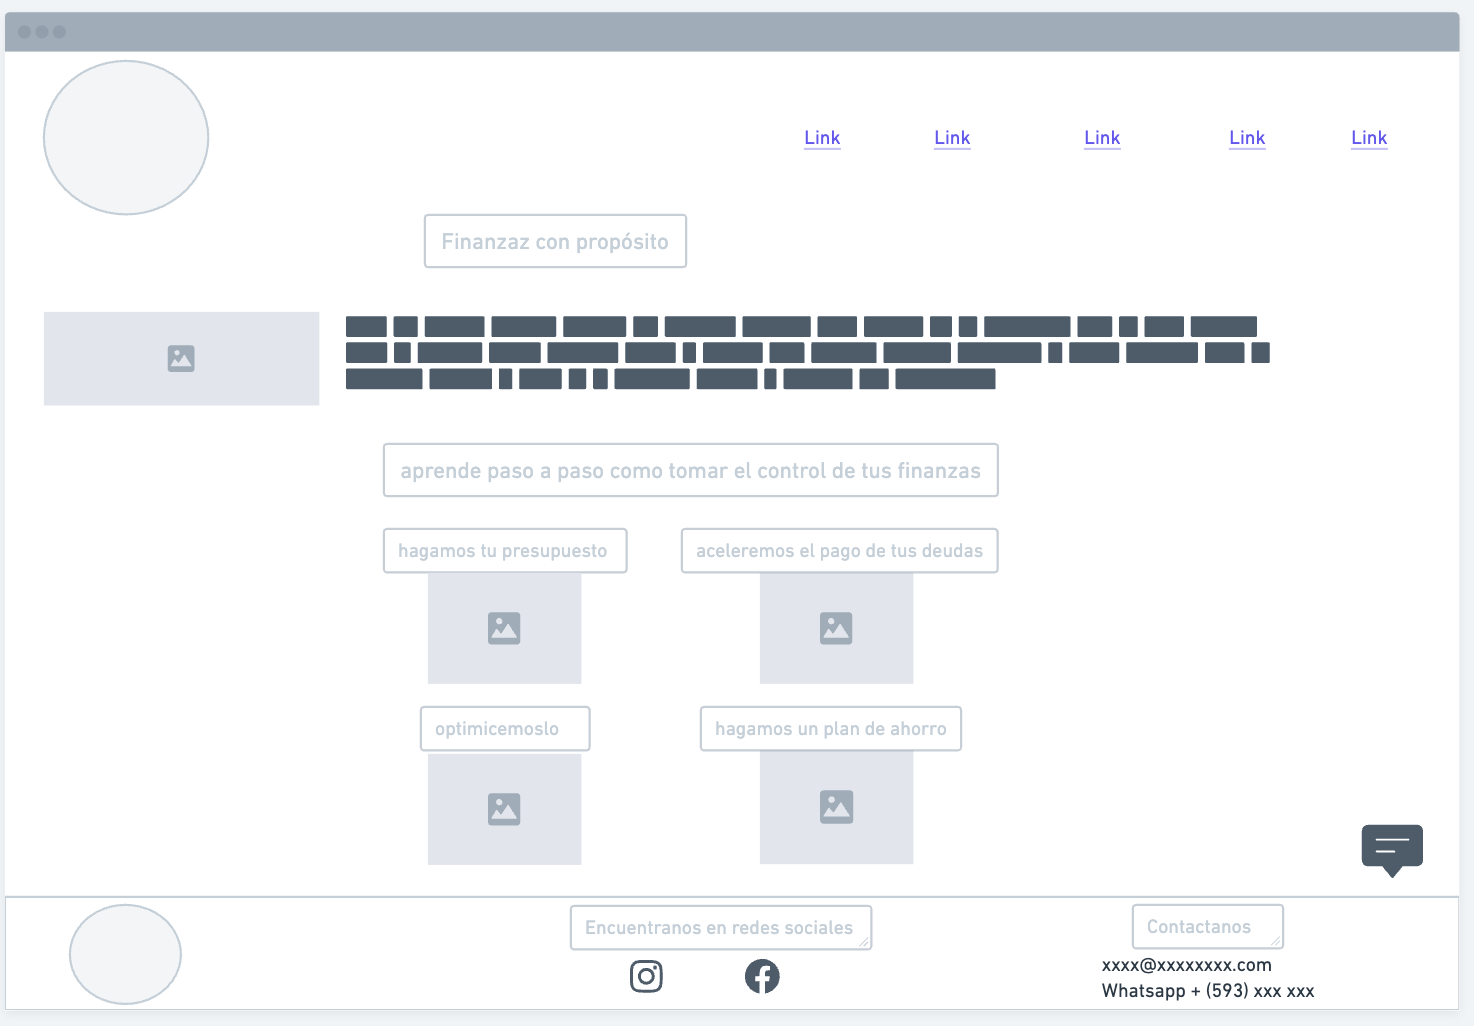 Link Link Link Link Link
Finanzaz con propósito
aprende paso a paso como tomar el control de tus finanzas
hagamos tu presupuesto
aceleremos el pago de tus deudas
optimicemoslo
hagamos un plan de ahorro
Encuentranos en redes sociales
Contactanos
xxxx@xxxxxxxx.com
Whatsapp + (593) xxx xxx